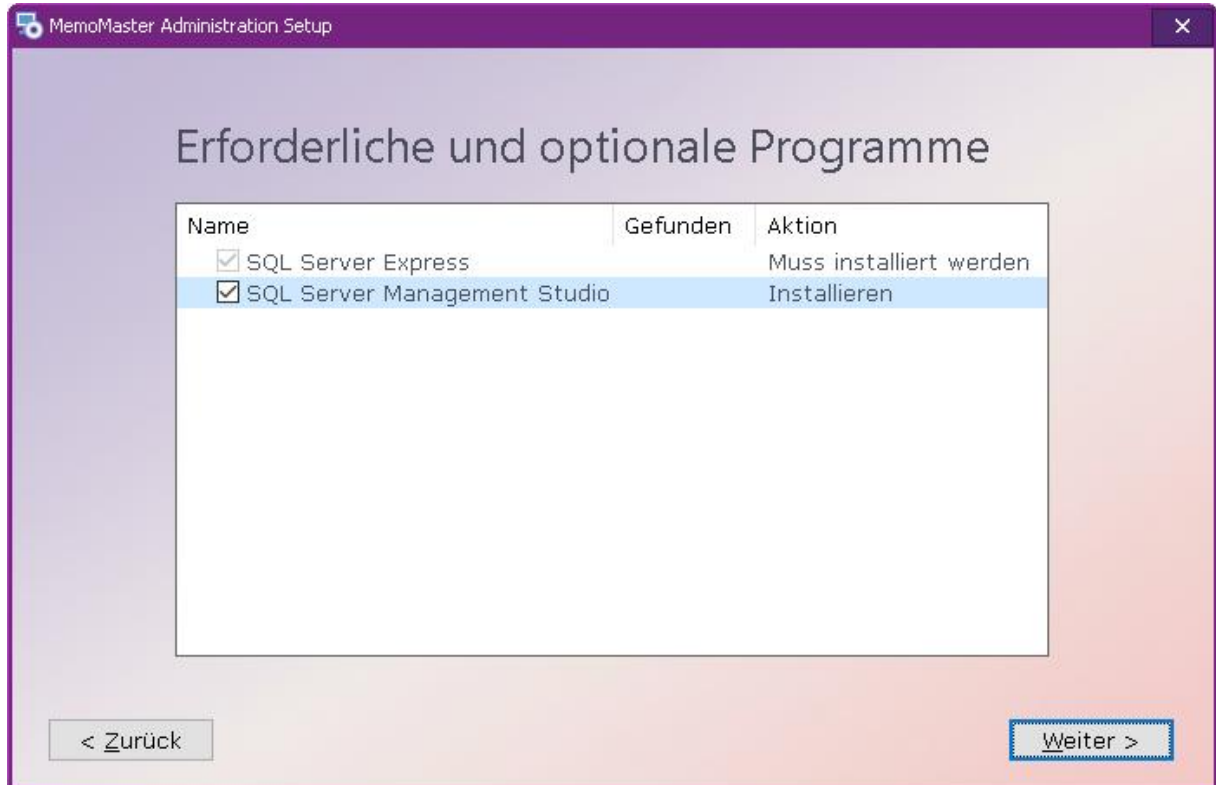 MemoMaster Administration Setup
Erforderliche und optionale Programme
Name Gefunden Aktion
SQL Server Express Muss installiert werden
SQL Server Management Studio Installieren
< Zurück Weiter >